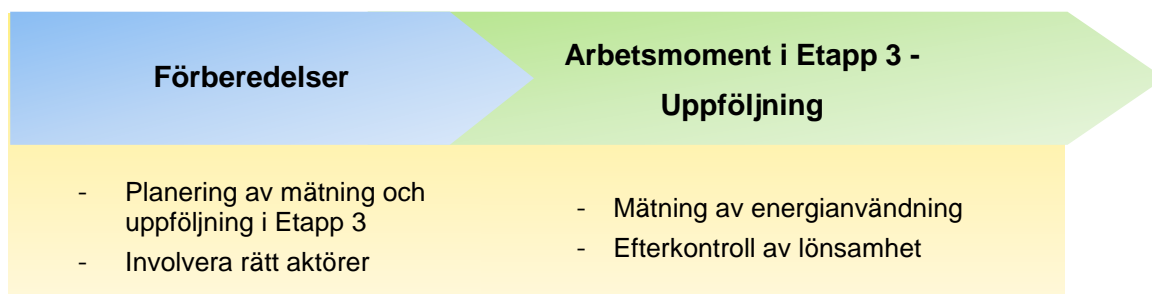 Förberedelser
Arbetsmoment i Etapp 3 -
Uppföljning
- Planering av mätning och
uppföljning i Etapp 3
- Involvera rätt aktörer
- Mätning av energianvändning
- Efterkontroll av lönsamhet